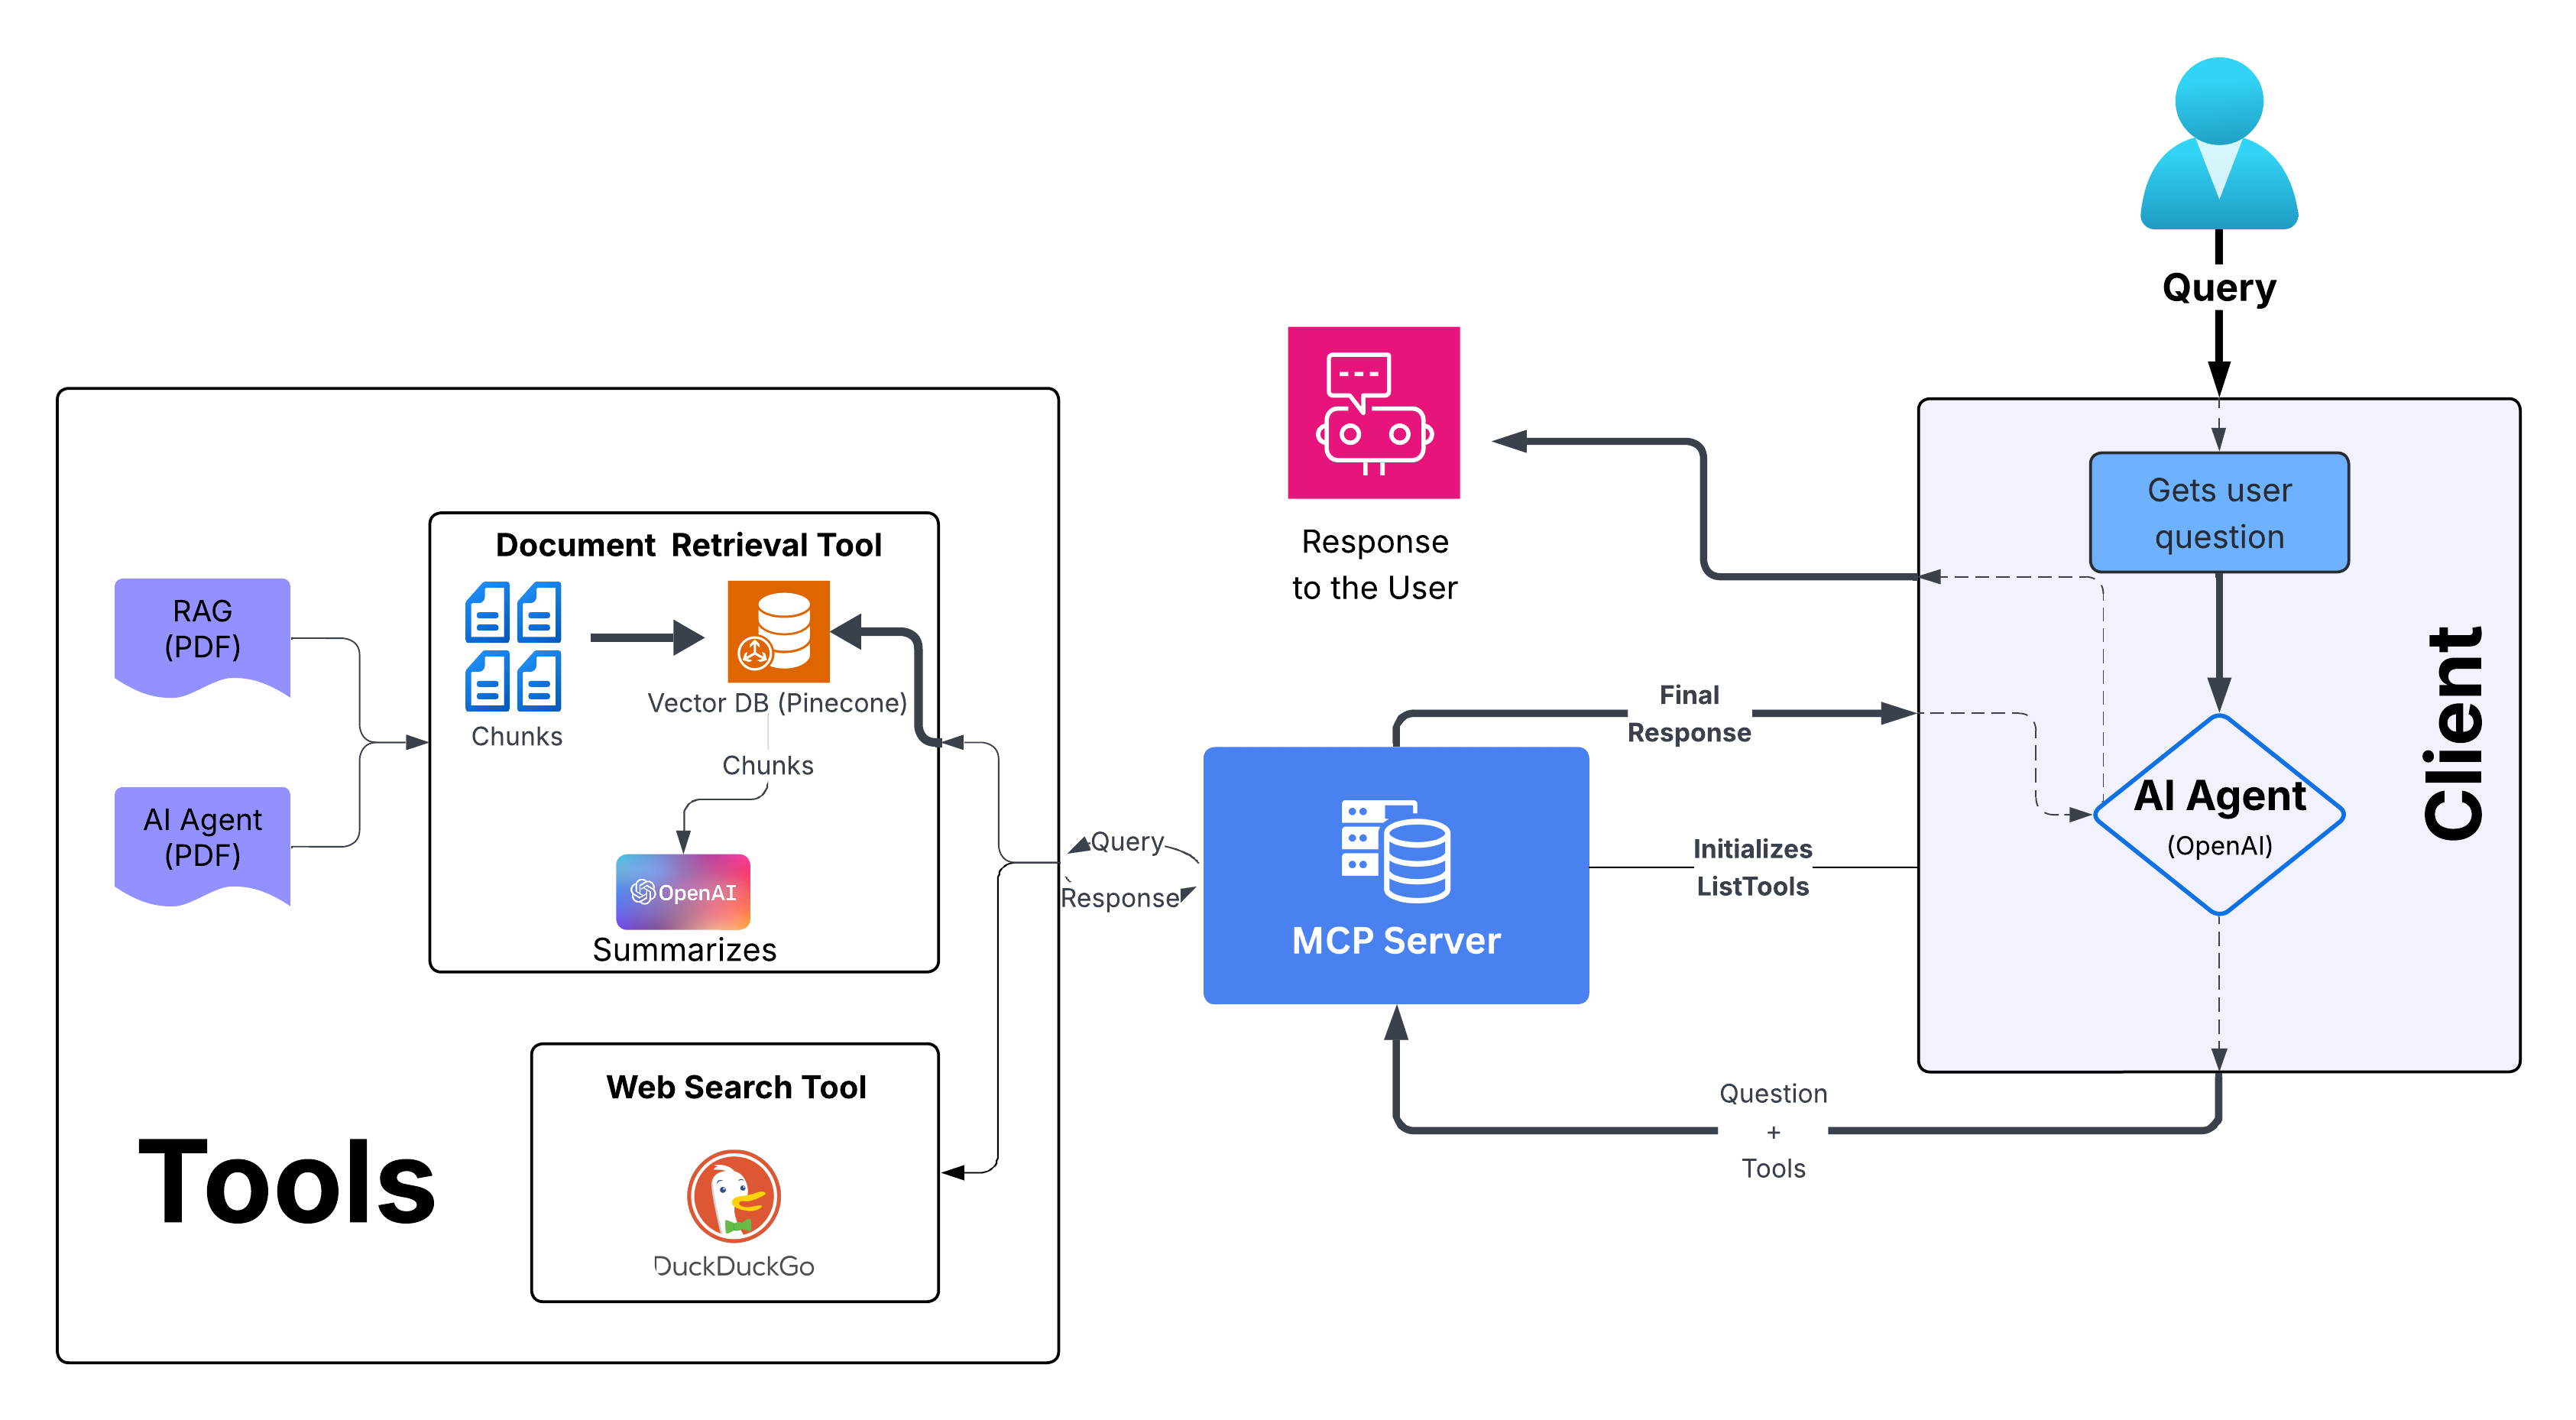 Query
Gets user
question
Response
to the User
Document Retrieval Tool
RAG
(PDF)
Vector DB (Pinecone)
Chunks
Chunks
AI Agent
(PDF)
OpenAI
Summarizes
Query
Response
Final
Response
Initializes
ListTools
MCP Server
AI Agent
(OpenAI)
Client
Question
+
Tools
Web Search Tool
DuckDuckGo
Tools